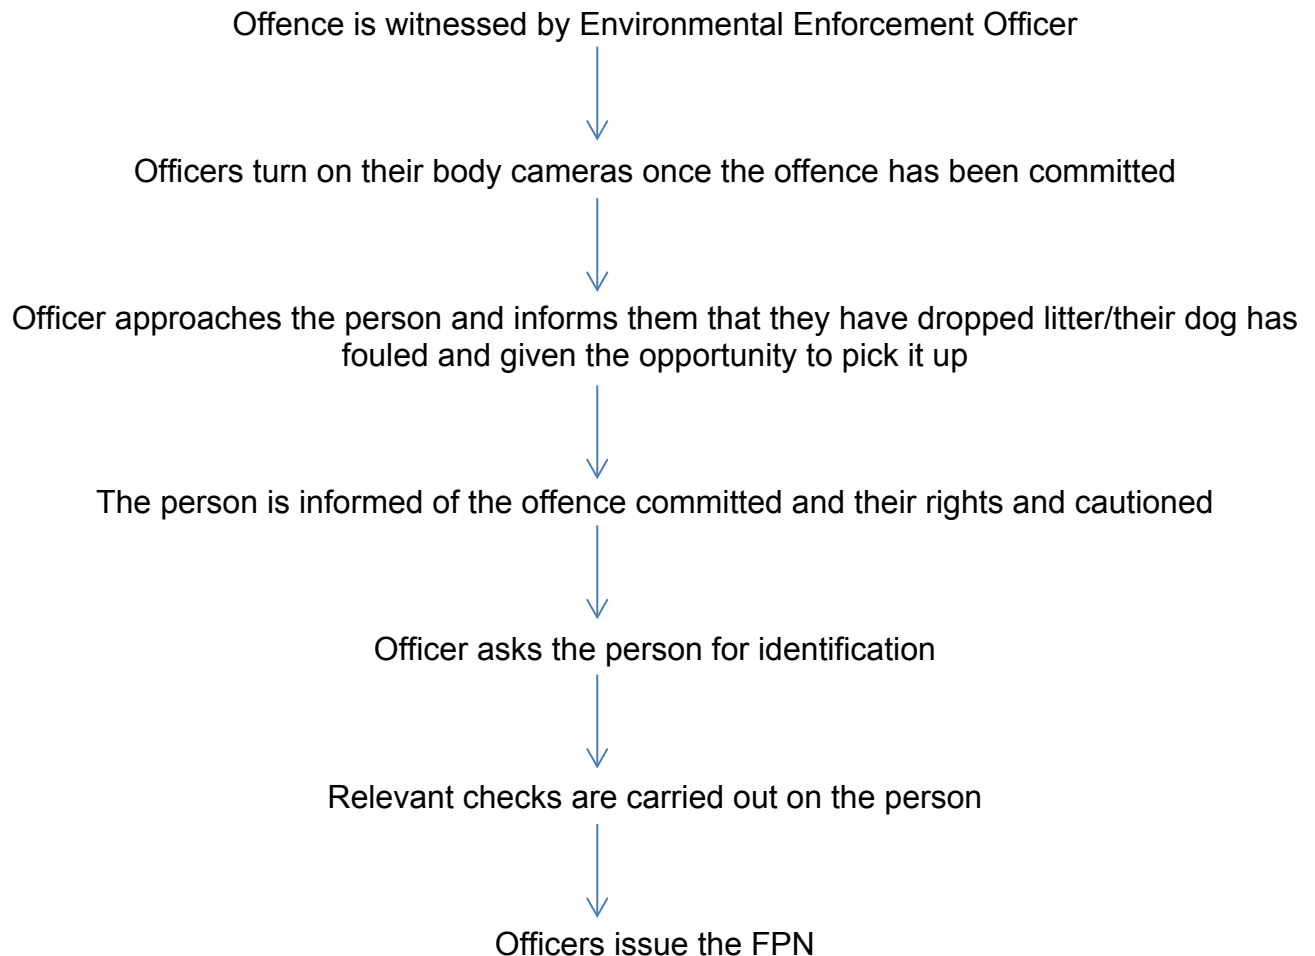 Offence is witnessed by Environmental Enforcement Officer
Officers turn on their body cameras once the offence has been committed
Officer approaches the person and informs them that they have dropped litter/their dog has
fouled and given the opportunity to pick it up
The person is informed of the offence committed and their rights and cautioned
Officer asks the person for identification
Relevant checks are carried out on the person
Officers issue the FPN